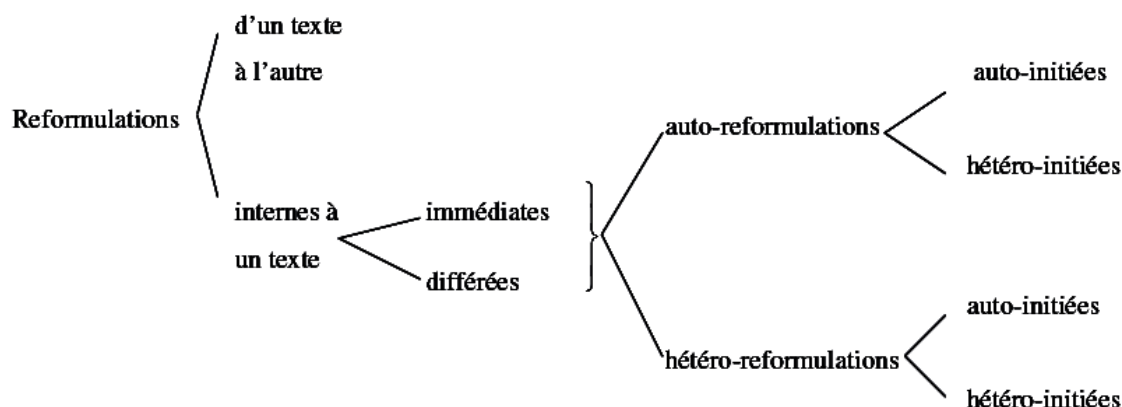 d’un texte
à l’autre
auto-initiées
Reformulations
auto-reformulations
hétéro-initiées
internes à
immédiates
un texte
différées
auto-initiées
hétéro-reformulations
hétéro-initiées